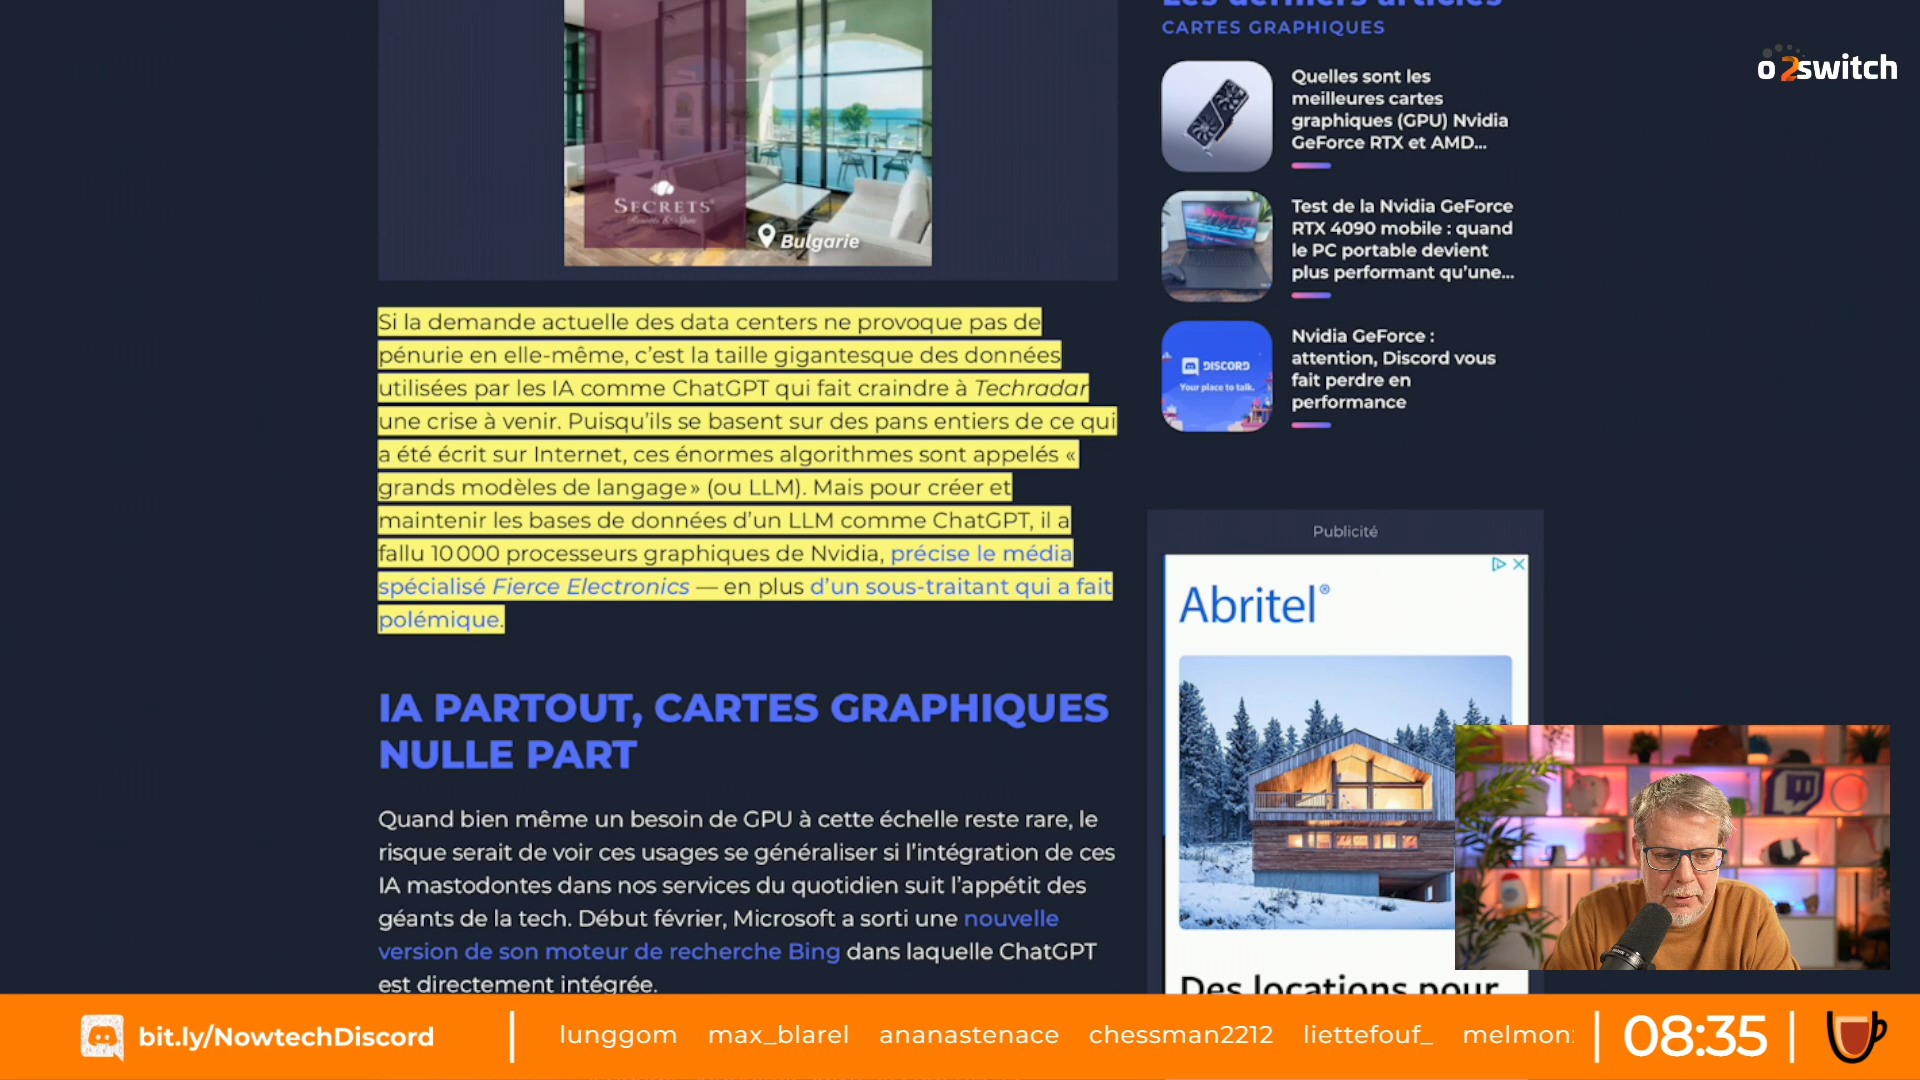 Les derniers articles
CARTES GRAPHIQUES
o2switch
Quelles sont les
meilleures cartes
graphiques (GPU) Nvidia
GeForce RTX et AMD...
SECRETS
Resorts & Spas
Bulgarie
Test de la Nvidia GeForce
RTX 4090 mobile : quand
le PC portable devient
plus performant qu’une...
DISCORD
Your place to talk.
Nvidia GeForce :
attention, Discord vous
fait perdre en
performance
Si la demande actuelle des data centers ne provoque pas de
pénurie en elle-même, c’est la taille gigantesque des données
utilisées par les IA comme ChatGPT qui fait craindre à Techradar
une crise à venir. Puisqu’ils se basent sur des pans entiers de ce qui
a été écrit sur Internet, ces énormes algorithmes sont appelés «
grands modèles de langage » (ou LLM). Mais pour créer et
maintenir les bases de données d’un LLM comme ChatGPT, il a
fallu 10 000 processeurs graphiques de Nvidia, précise le média
spécialisé Fierce Electronics — en plus d’un sous-traitant qui a fait
polémique.
Publicité
Abritel®
IA PARTOUT, CARTES GRAPHIQUES
NULLE PART
Quand bien même un besoin de GPU à cette échelle reste rare, le
risque serait de voir ces usages se généraliser si l’intégration de ces
IA mastodontes dans nos services du quotidien suit l’appétit des
géants de la tech. Début février, Microsoft a sorti une nouvelle
version de son moteur de recherche Bing dans laquelle ChatGPT
est directement intégrée.
Des locations pour
bit.ly/NowtechDiscord
lunggom max_blarel ananastenace chessman2212 liettefouf_ melmon
08:35